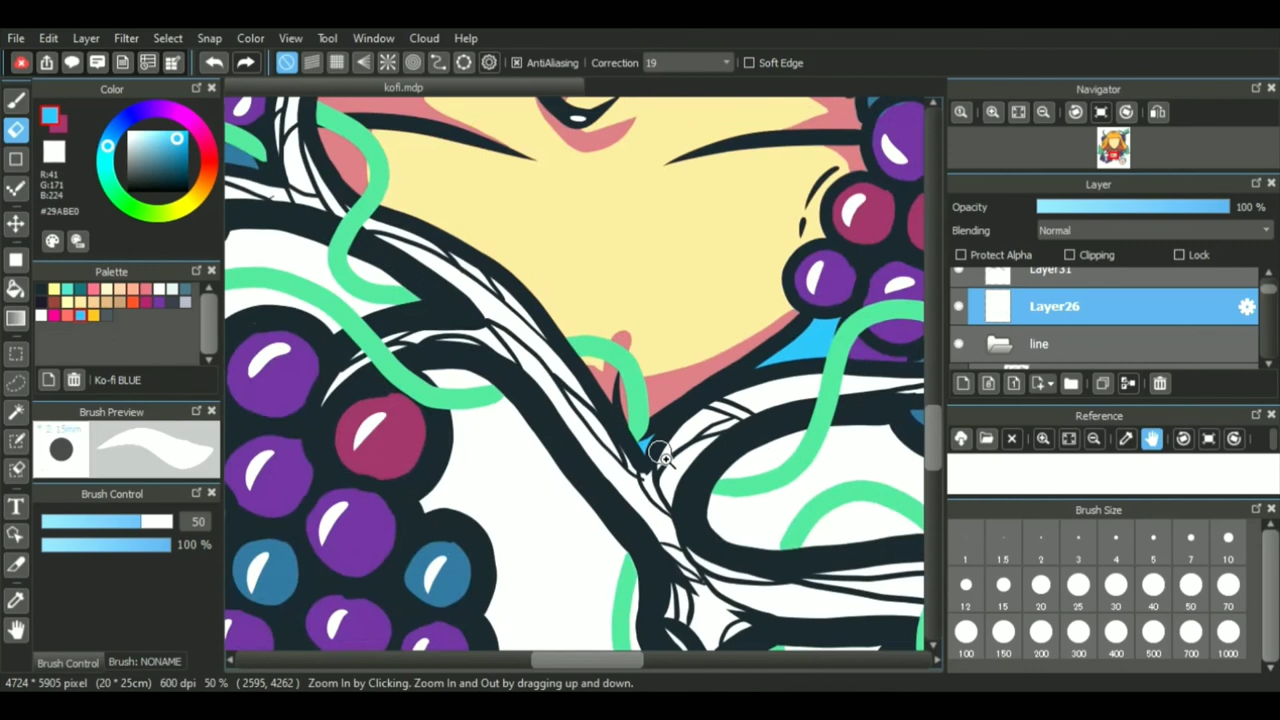 File Edit Layer Filter Select Snap Color View Tool Window Cloud Help
AntiAliasing Correction 19 Soft Edge
Color
kofi.mdp
Navigator
R:41
G:171
B:224
#29ABE0
Layer
Opacity 100 %
Blending Normal
Protect Alpha Clipping Lock
Palette
Layer31
Layer26
line
Ko-fi BLUE
Brush Preview
Reference
Brush Control
50
100 %
Brush Size
1 1.5 2 3 4 5 7 10
12 15 20 25 30 40 50 70
100 150 200 300 400 500 700 1000
Brush Control Brush: NONAME
4724 * 5905 pixel (20 * 25cm) 600 dpi 50 % ( 2595, 4262 ) Zoom In by Clicking. Zoom In and Out by dragging up and down.